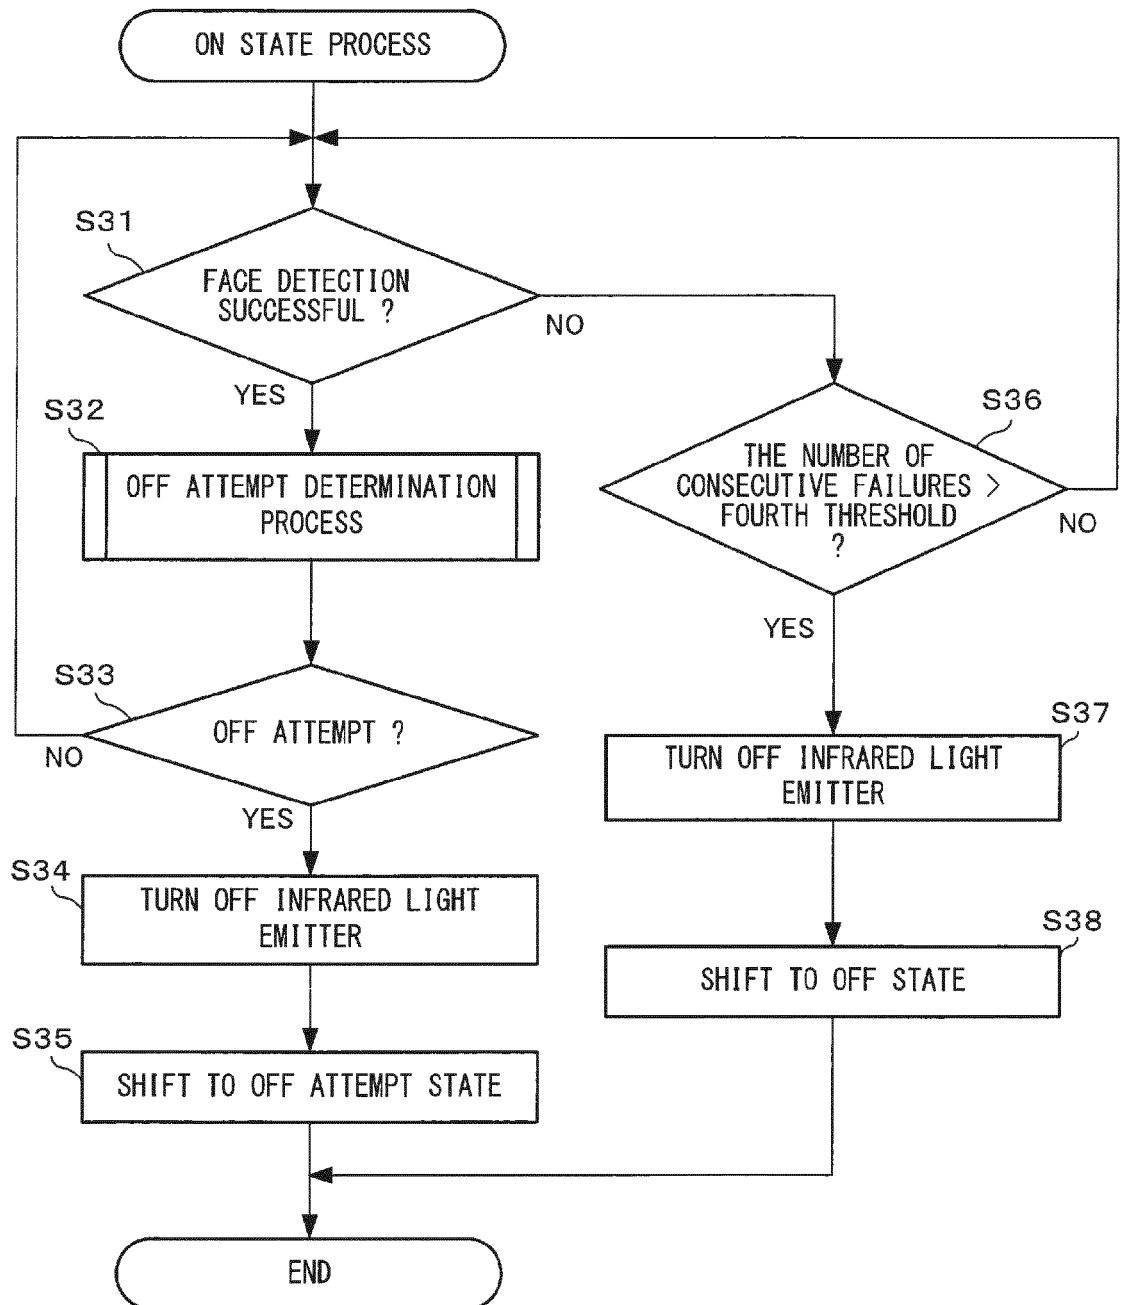 ON STATE PROCESS
S31
FACE DETECTION
SUCCESSFUL ?
NO
YES
S32
OFF ATTEMPT DETERMINATION
PROCESS
S36
THE NUMBER OF
CONSECUTIVE FAILURES >
FOURTH THRESHOLD
?
NO
YES
S33
OFF ATTEMPT ?
NO
YES
S37
TURN OFF INFRARED LIGHT
EMITTER
S34
TURN OFF INFRARED LIGHT
EMITTER
S38
SHIFT TO OFF STATE
S35
SHIFT TO OFF ATTEMPT STATE
END